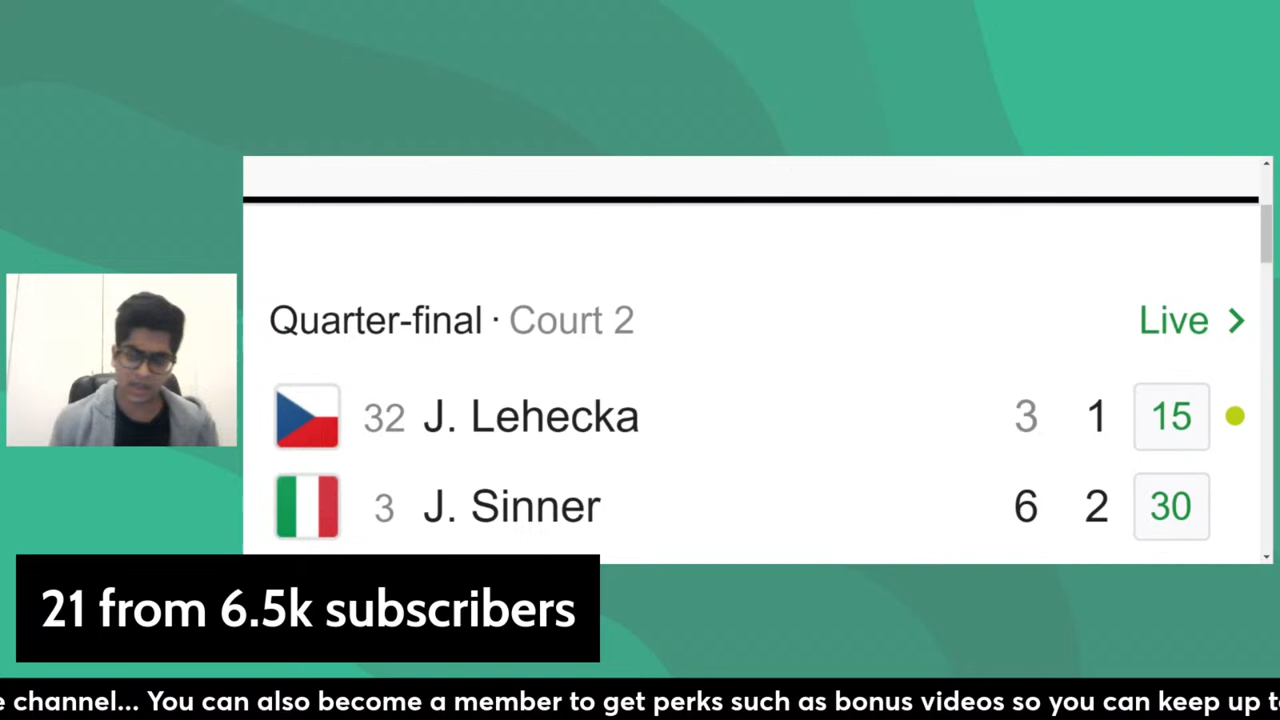 Quarter-final · Court 2
Live
32 J. Lehecka 3 1 15
3 J. Sinner 6 2 30
21 from 6.5k subscribers
e channel... You can also become a member to get perks such as bonus videos so you can keep up t